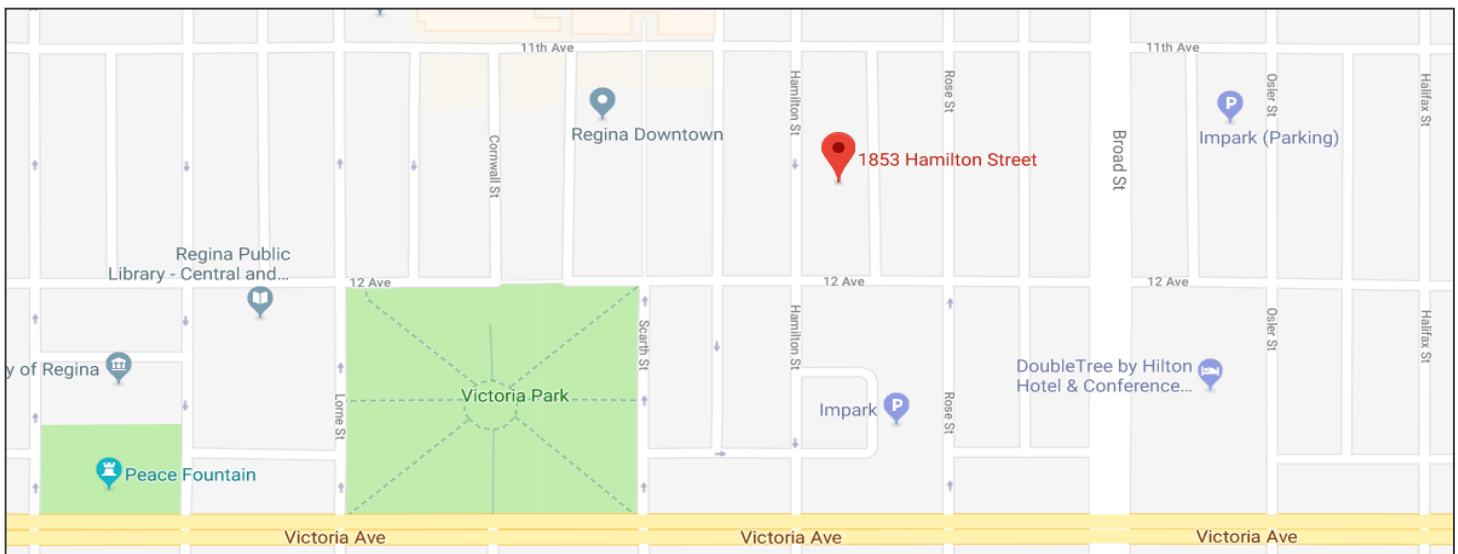 11th Ave
11th Ave
Hamilton St
Rose St
Osler St
Halifax St
P
Regina Downtown
Impark (Parking)
Cornwall St
Broad St
1853 Hamilton Street
Regina Public
Library - Central and...
12 Ave
12 Ave
12 Ave
Scarth St
Hamilton St
Osler St
Halifax St
y of Regina
DoubleTree by Hilton
Hotel & Conference...
Victoria Park
Lorne St
Impark
P
Rose St
Peace Fountain
Victoria Ave
Victoria Ave
Victoria Ave